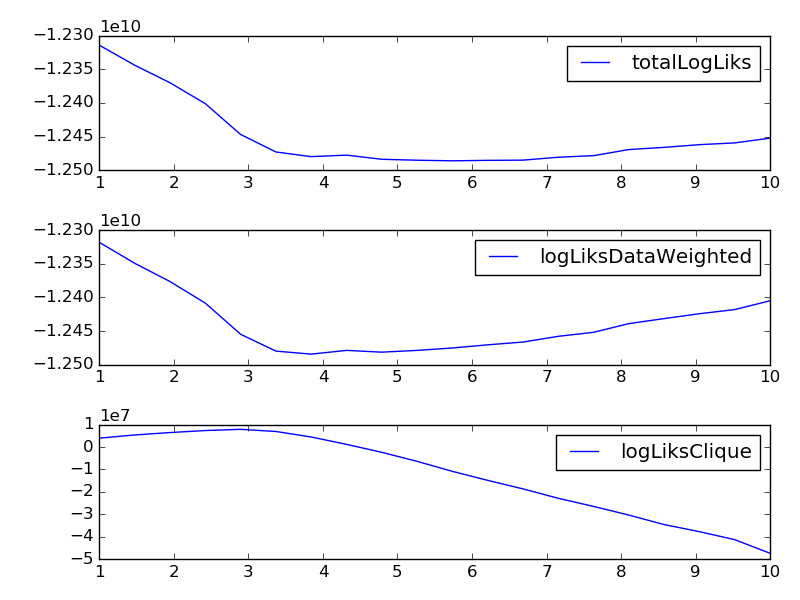 1e10
−1.230
−1.235
−1.240
−1.245
−1.250
totalLogLiks
1 2 3 4 5 6 7 8 9 10
1e10
−1.230
−1.235
−1.240
−1.245
−1.250
logLiksDataWeighted
1 2 3 4 5 6 7 8 9 10
1e7
1
0
−1
−2
−3
−4
−5
logLiksClique
1 2 3 4 5 6 7 8 9 10